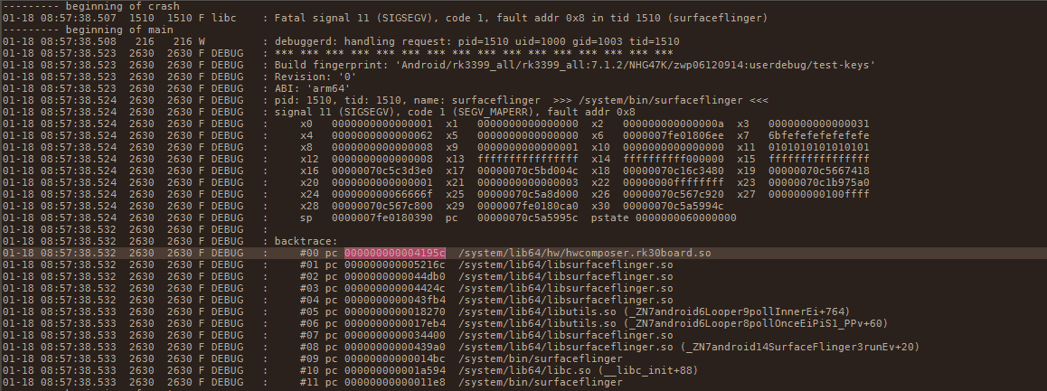 --------- beginning of crash
01-18 08:57:38.507  1510  1510 F libc    : Fatal signal 11 (SIGSEGV), code 1, fault addr 0x8 in tid 1510 (surfaceflinger)
--------- beginning of main
01-18 08:57:38.508   216   216 W         : debuggerd: handling request: pid=1510 uid=1000 gid=1003 tid=1510
01-18 08:57:38.523  2630  2630 F DEBUG   : *** *** *** *** *** *** *** *** *** *** *** *** *** *** *** ***
01-18 08:57:38.523  2630  2630 F DEBUG   : Build fingerprint: 'Android/rk3399_all/rk3399_all:7.1.2/NHG47K/zwp06120914:userdebug/test-keys'
01-18 08:57:38.523  2630  2630 F DEBUG   : Revision: '0'
01-18 08:57:38.523  2630  2630 F DEBUG   : ABI: 'arm64'
01-18 08:57:38.524  2630  2630 F DEBUG   : pid: 1510, tid: 1510, name: surfaceflinger  >>> /system/bin/surfaceflinger <<<
01-18 08:57:38.524  2630  2630 F DEBUG   : signal 11 (SIGSEGV), code 1 (SEGV_MAPERR), fault addr 0x8
01-18 08:57:38.524  2630  2630 F DEBUG   :     x0   0000000000000001  x1   0000000000000000  x2   000000000000000a  x3   0000000000000031
01-18 08:57:38.524  2630  2630 F DEBUG   :     x4   0000000000000062  x5   0000000000000000  x6   0000007fe01806ee  x7   6bfefefefefefefe
01-18 08:57:38.524  2630  2630 F DEBUG   :     x8   0000000000000008  x9   0000000000000001  x10  0000000000000000  x11  0101010101010101
01-18 08:57:38.524  2630  2630 F DEBUG   :     x12  0000000000000008  x13  ffffffffffffffff  x14  ffffffffff000000  x15  ffffffffffffffff
01-18 08:57:38.524  2630  2630 F DEBUG   :     x16  00000070c5c3d3e0  x17  00000070c5bd004c  x18  00000070c16c3480  x19  00000070c5667418
01-18 08:57:38.524  2630  2630 F DEBUG   :     x20  0000000000000001  x21  0000000000000003  x22  00000000ffffffff  x23  00000070c1b975a0
01-18 08:57:38.524  2630  2630 F DEBUG   :     x24  000000000006666f  x25  00000070c5a8d000  x26  00000070c567c920  x27  000000000100ffff
01-18 08:57:38.524  2630  2630 F DEBUG   :     x28  00000070c567c800  x29  0000007fe0180ca0  x30  00000070c5a5994c
01-18 08:57:38.524  2630  2630 F DEBUG   :     sp   0000007fe0180390  pc   00000070c5a5995c  pstate 0000000060000000
01-18 08:57:38.532  2630  2630 F DEBUG   :
01-18 08:57:38.532  2630  2630 F DEBUG   : backtrace:
01-18 08:57:38.532  2630  2630 F DEBUG   :     #00 pc 000000000004195c  /system/lib64/hw/hwcomposer.rk30board.so
01-18 08:57:38.532  2630  2630 F DEBUG   :     #01 pc 000000000005216c  /system/lib64/libsurfaceflinger.so
01-18 08:57:38.532  2630  2630 F DEBUG   :     #02 pc 0000000000044db0  /system/lib64/libsurfaceflinger.so
01-18 08:57:38.533  2630  2630 F DEBUG   :     #03 pc 000000000004424c  /system/lib64/libsurfaceflinger.so
01-18 08:57:38.533  2630  2630 F DEBUG   :     #04 pc 0000000000043fb4  /system/lib64/libsurfaceflinger.so
01-18 08:57:38.533  2630  2630 F DEBUG   :     #05 pc 0000000000018270  /system/lib64/libutils.so (_ZN7android6Looper9pollInnerEi+764)
01-18 08:57:38.533  2630  2630 F DEBUG   :     #06 pc 0000000000017eb4  /system/lib64/libutils.so (_ZN7android6Looper8pollOnceEiPiS1_PPv+60)
01-18 08:57:38.533  2630  2630 F DEBUG   :     #07 pc 0000000000034400  /system/lib64/libsurfaceflinger.so
01-18 08:57:38.533  2630  2630 F DEBUG   :     #08 pc 00000000000439a0  /system/lib64/libsurfaceflinger.so (_ZN7android14SurfaceFlinger3runEv+20)
01-18 08:57:38.533  2630  2630 F DEBUG   :     #09 pc 00000000000014bc  /system/bin/surfaceflinger
01-18 08:57:38.533  2630  2630 F DEBUG   :     #10 pc 000000000001a594  /system/lib64/libc.so (__libc_init+88)
01-18 08:57:38.533  2630  2630 F DEBUG   :     #11 pc 00000000000011e8  /system/bin/surfaceflinger